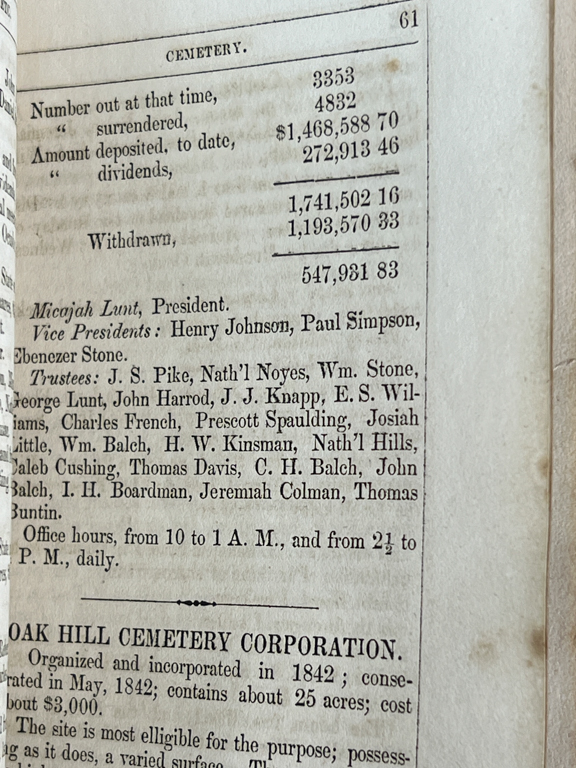 61
CEMETERY.
Number out at that time, 3353
“ surrendered, 4832
Amount deposited, to date, $1,468,588 70
“ dividends, 272,913 46
1,741,502 16
Withdrawn, 1,193,570 33
547,931 83
Micajah Lunt, President.
Vice Presidents: Henry Johnson, Paul Simpson,
Ebenezer Stone.
Trustees: J. S. Pike, Nath'l Noyes, Wm. Stone,
George Lunt, John Harrod, J. J. Knapp, E. S. Wil-
iams, Charles French, Prescott Spaulding, Josiah
Little, Wm. Balch, H. W. Kinsman, Nath'l Hills,
Caleb Cushing, Thomas Davis, C. H. Balch, John
Balch, I. H. Boardman, Jeremiah Colman, Thomas
Buntin.
Office hours, from 10 to 1 A. M., and from 2½ to
P. M., daily.
OAK HILL CEMETERY CORPORATION.
Organized and incorporated in 1842; conse-
rated in May, 1842; contains about 25 acres; cost
bout $3,000.
The site is most elligible for the purpose; possess-
g as it does, a varied surface.